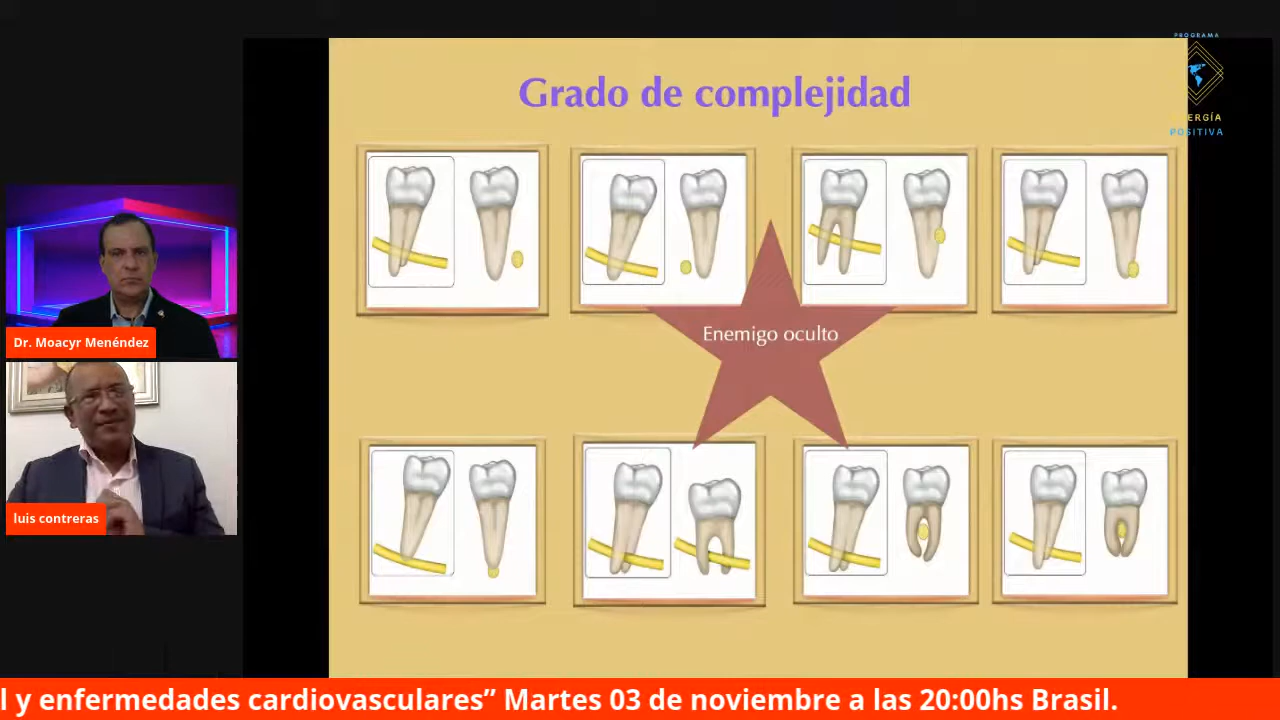 PROGRAMA
ENERGÍA
POSITIVA
Grado de complejidad
Enemigo oculto
Dr. Moacyr Menéndez
luis contreras
l y enfermedades cardiovasculares” Martes 03 de noviembre a las 20:00hs Brasil.